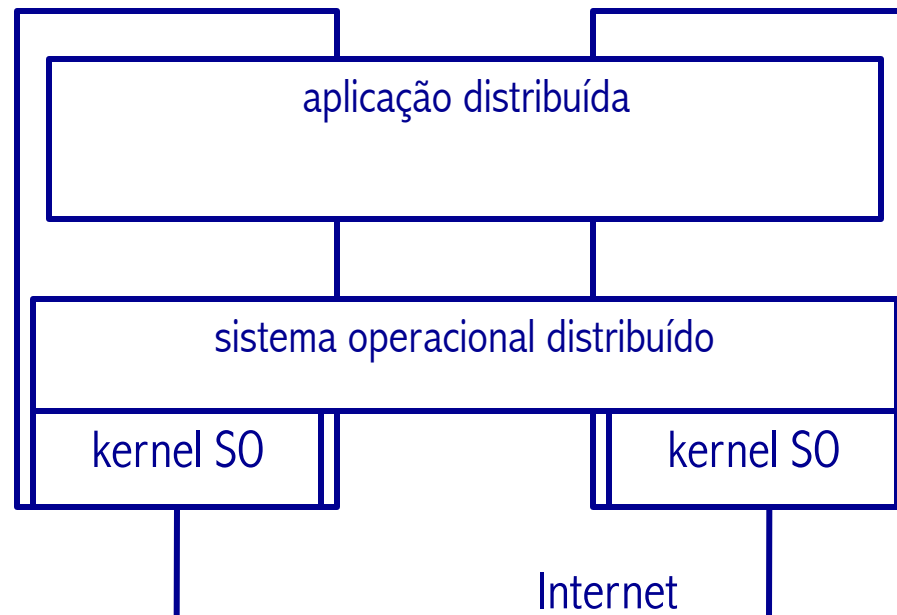 aplicação distribuída
sistema operacional distribuído
kernel SO
kernel SO
Internet